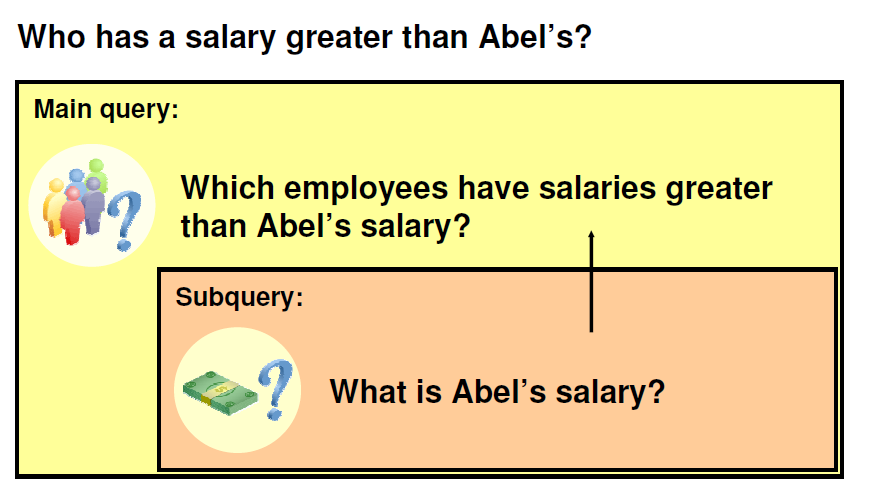 Who has a salary greater than Abel’s?
Main query:
Which employees have salaries greater
than Abel’s salary?
Subquery:
What is Abel’s salary?